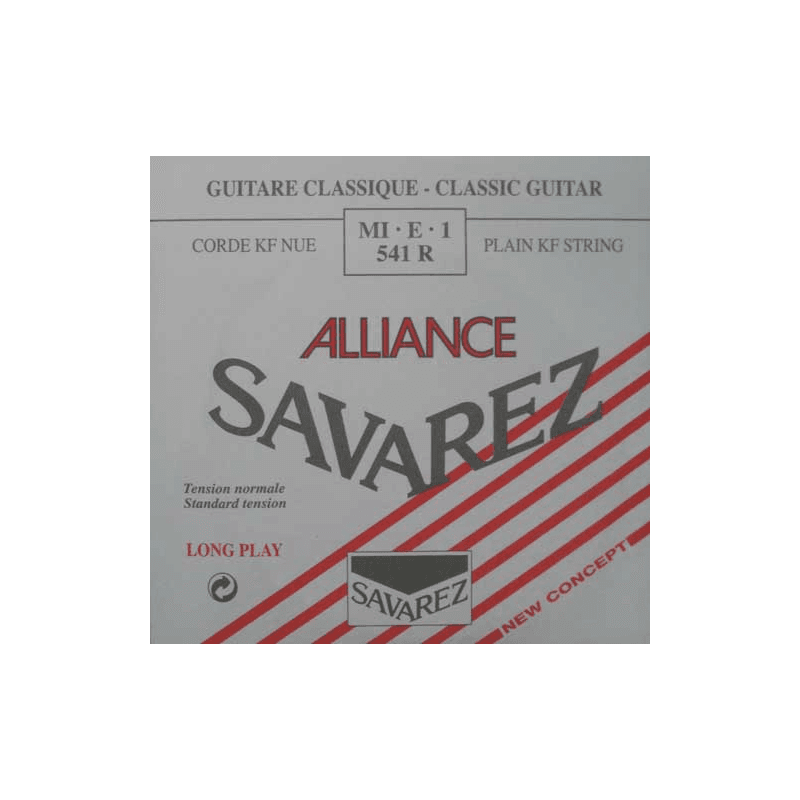 GUITARE CLASSIQUE - CLASSIC GUITAR
MI · E · 1
CORDE KF NUE
541 R
PLAIN KF STRING
ALLIANCE
SAVAREZ
Tension normale
Standard tension
LONG PLAY
SAVAREZ
NEW CONCEPT